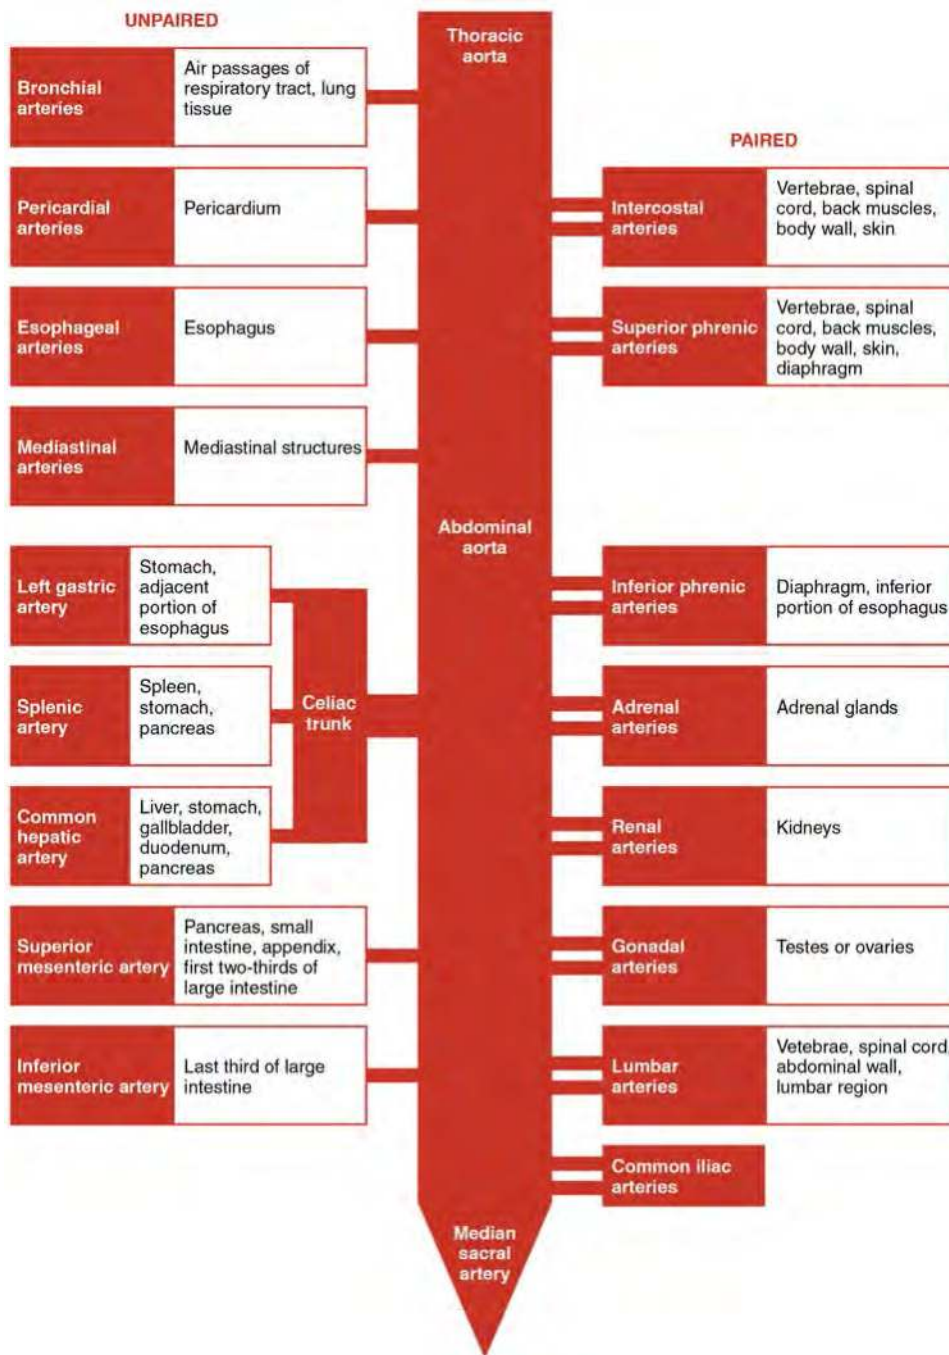 UNPAIRED
Thoracic
aorta
Bronchial
arteries
Air passages of
respiratory tract, lung
tissue
PAIRED
Pericardial
arteries
Pericardium
Intercostal
arteries
Vertebrae, spinal
cord, back muscles,
body wall, skin
Esophageal
arteries
Esophagus
Superior phrenic
arteries
Vertebrae, spinal
cord, back muscles,
body wall, skin,
diaphragm
Mediastinal
arteries
Mediastinal structures
Abdominal
aorta
Left gastric
artery
Stomach,
adjacent
portion of
esophagus
Inferior phrenic
arteries
Diaphragm, inferior
portion of esophagus
Splenic
artery
Spleen,
stomach,
pancreas
Celiac
trunk
Adrenal
arteries
Adrenal glands
Common
hepatic
artery
Liver, stomach,
gallbladder,
duodenum,
pancreas
Renal
arteries
Kidneys
Superior
mesenteric artery
Pancreas, small
intestine, appendix,
first two-thirds of
large intestine
Gonadal
arteries
Testes or ovaries
Inferior
mesenteric artery
Last third of large
intestine
Lumbar
arteries
Vetebrae, spinal cord,
abdominal wall,
lumbar region
Common iliac
arteries
Median
sacral
artery